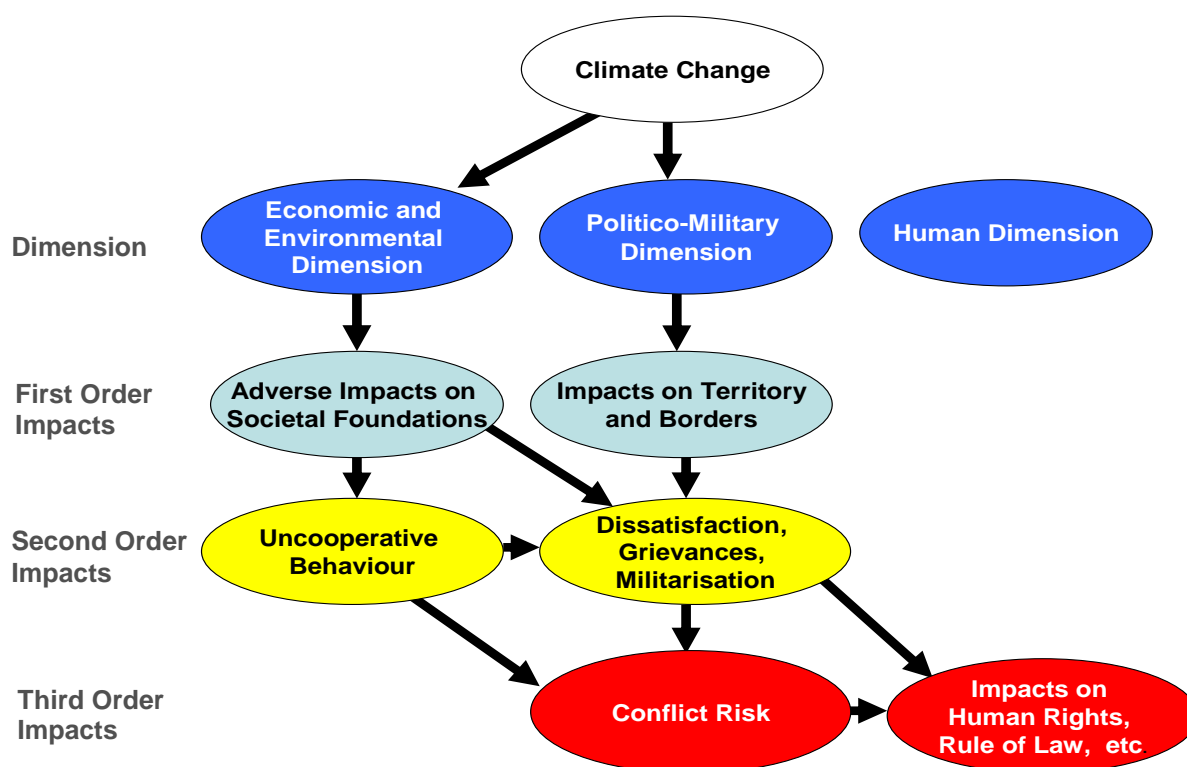 Climate Change
Dimension
Economic and
Environmental
Dimension
Politico-Military
Dimension
Human Dimension
First Order
Impacts
Adverse Impacts on
Societal Foundations
Impacts on Territory
and Borders
Second Order
Impacts
Uncooperative
Behaviour
Dissatisfaction,
Grievances,
Militarisation
Third Order
Impacts
Conflict Risk
Impacts on
Human Rights,
Rule of Law, etc.